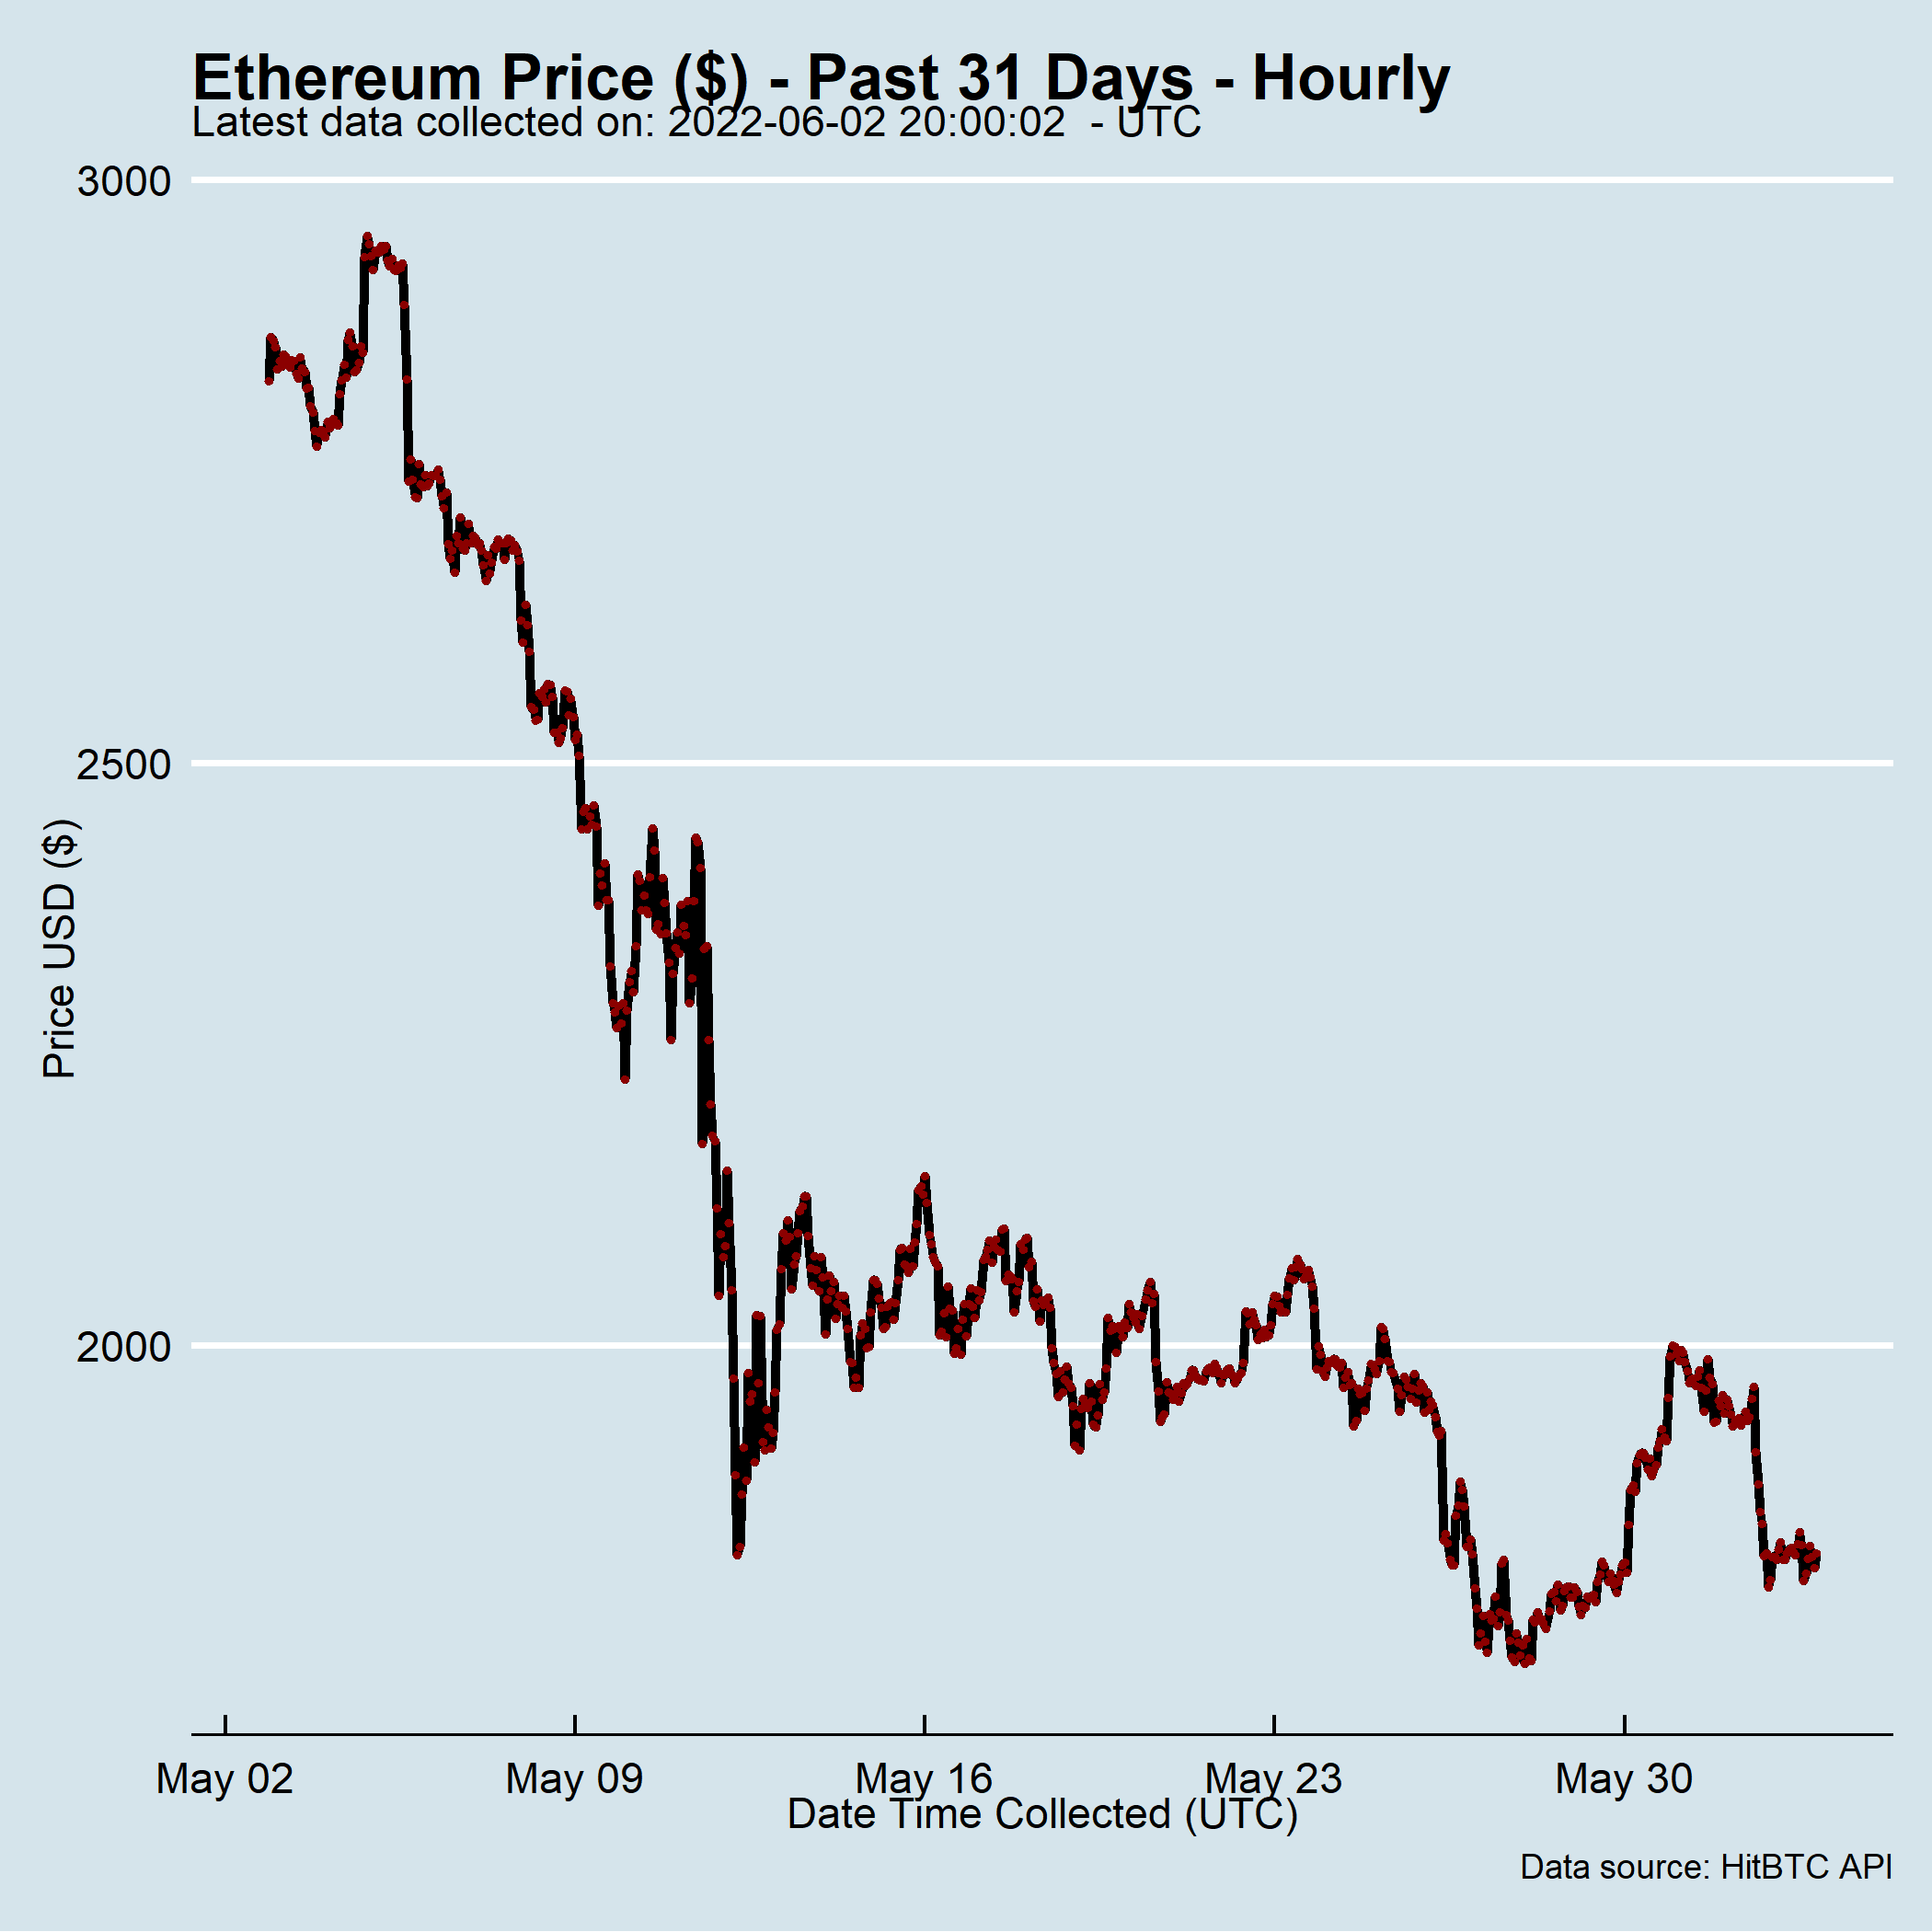 Ethereum Price ($) - Past 31 Days - Hourly
Latest data collected on: 2022-06-02 20:00:02  - UTC
3000
2500
2000
Price USD ($)
May 02
May 09
May 16
May 23
May 30
Date Time Collected (UTC)
Data source: HitBTC API